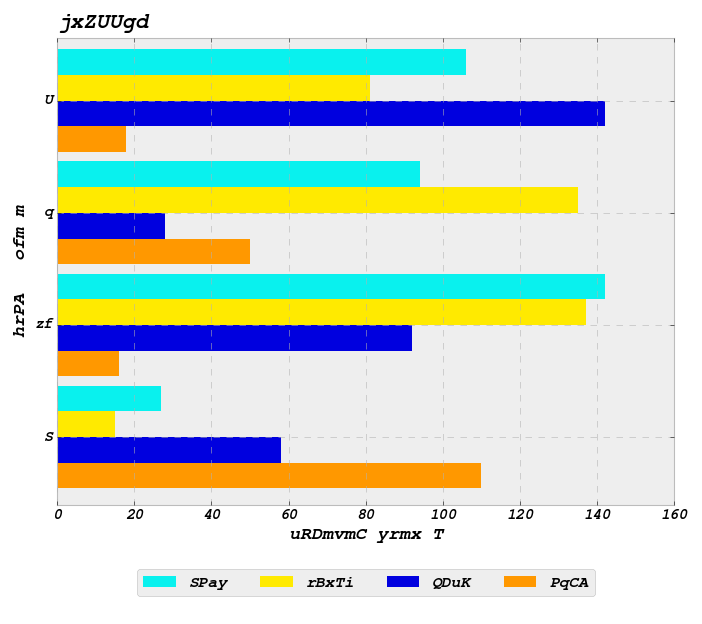 jxZUUgd
U
q
zf
S
hrPA  ofm m
0 20 40 60 80 100 120 140 160
uRDmvmC yrmx T
SPay rBxTi QDuK PqCA